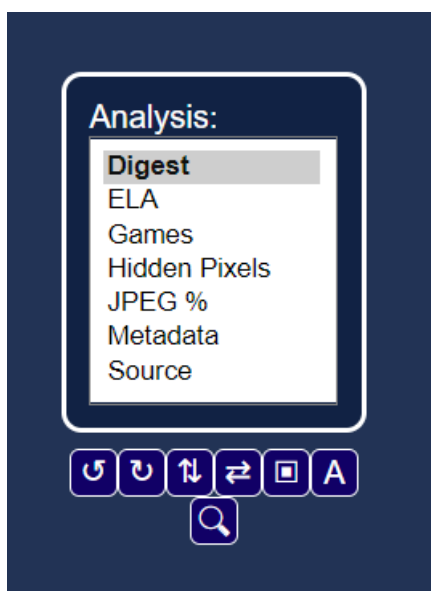 Analysis:
Digest
ELA
Games
Hidden Pixels
JPEG %
Metadata
Source
↺ ↻ ⇅ ⇄ ▣ A
🔍